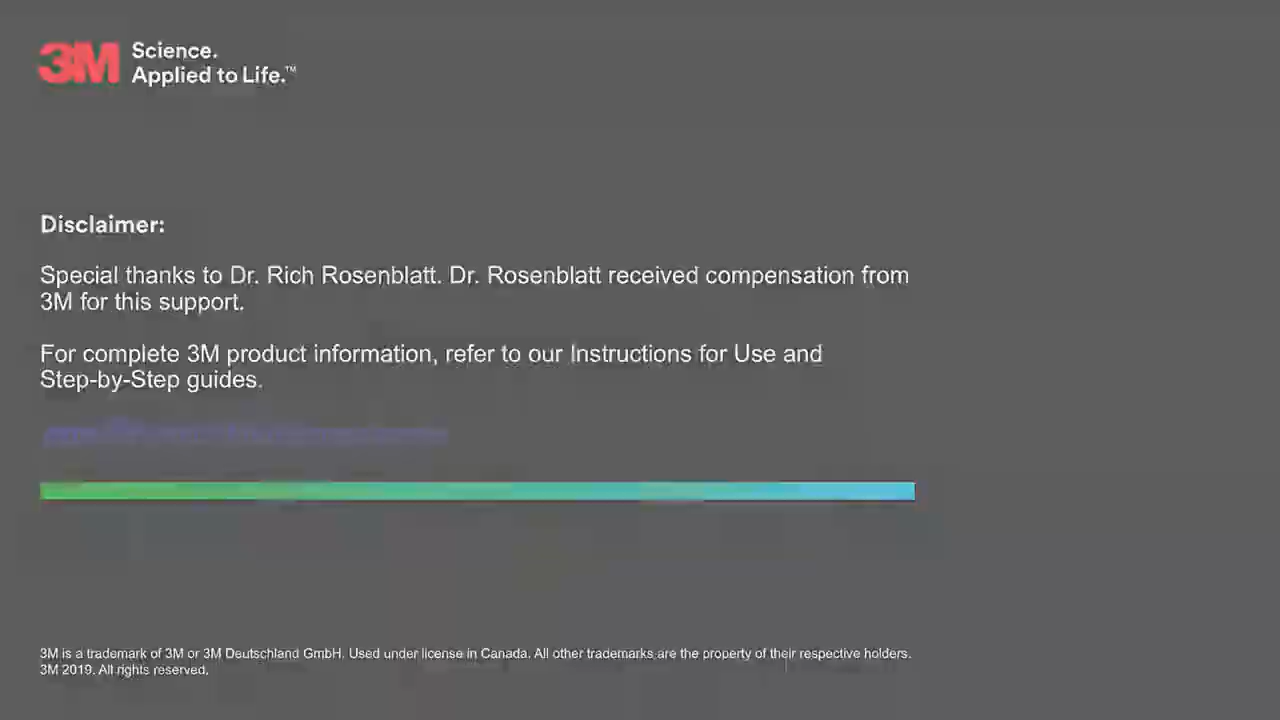 3M Science.
Applied to Life.™
Disclaimer:
Special thanks to Dr. Rich Rosenblatt. Dr. Rosenblatt received compensation from
3M for this support.
For complete 3M product information, refer to our Instructions for Use and
Step-by-Step guides.
3M is a trademark of 3M or 3M Deutschland GmbH. Used under license in Canada. All other trademarks are the property of their respective holders.
3M 2019. All rights reserved.